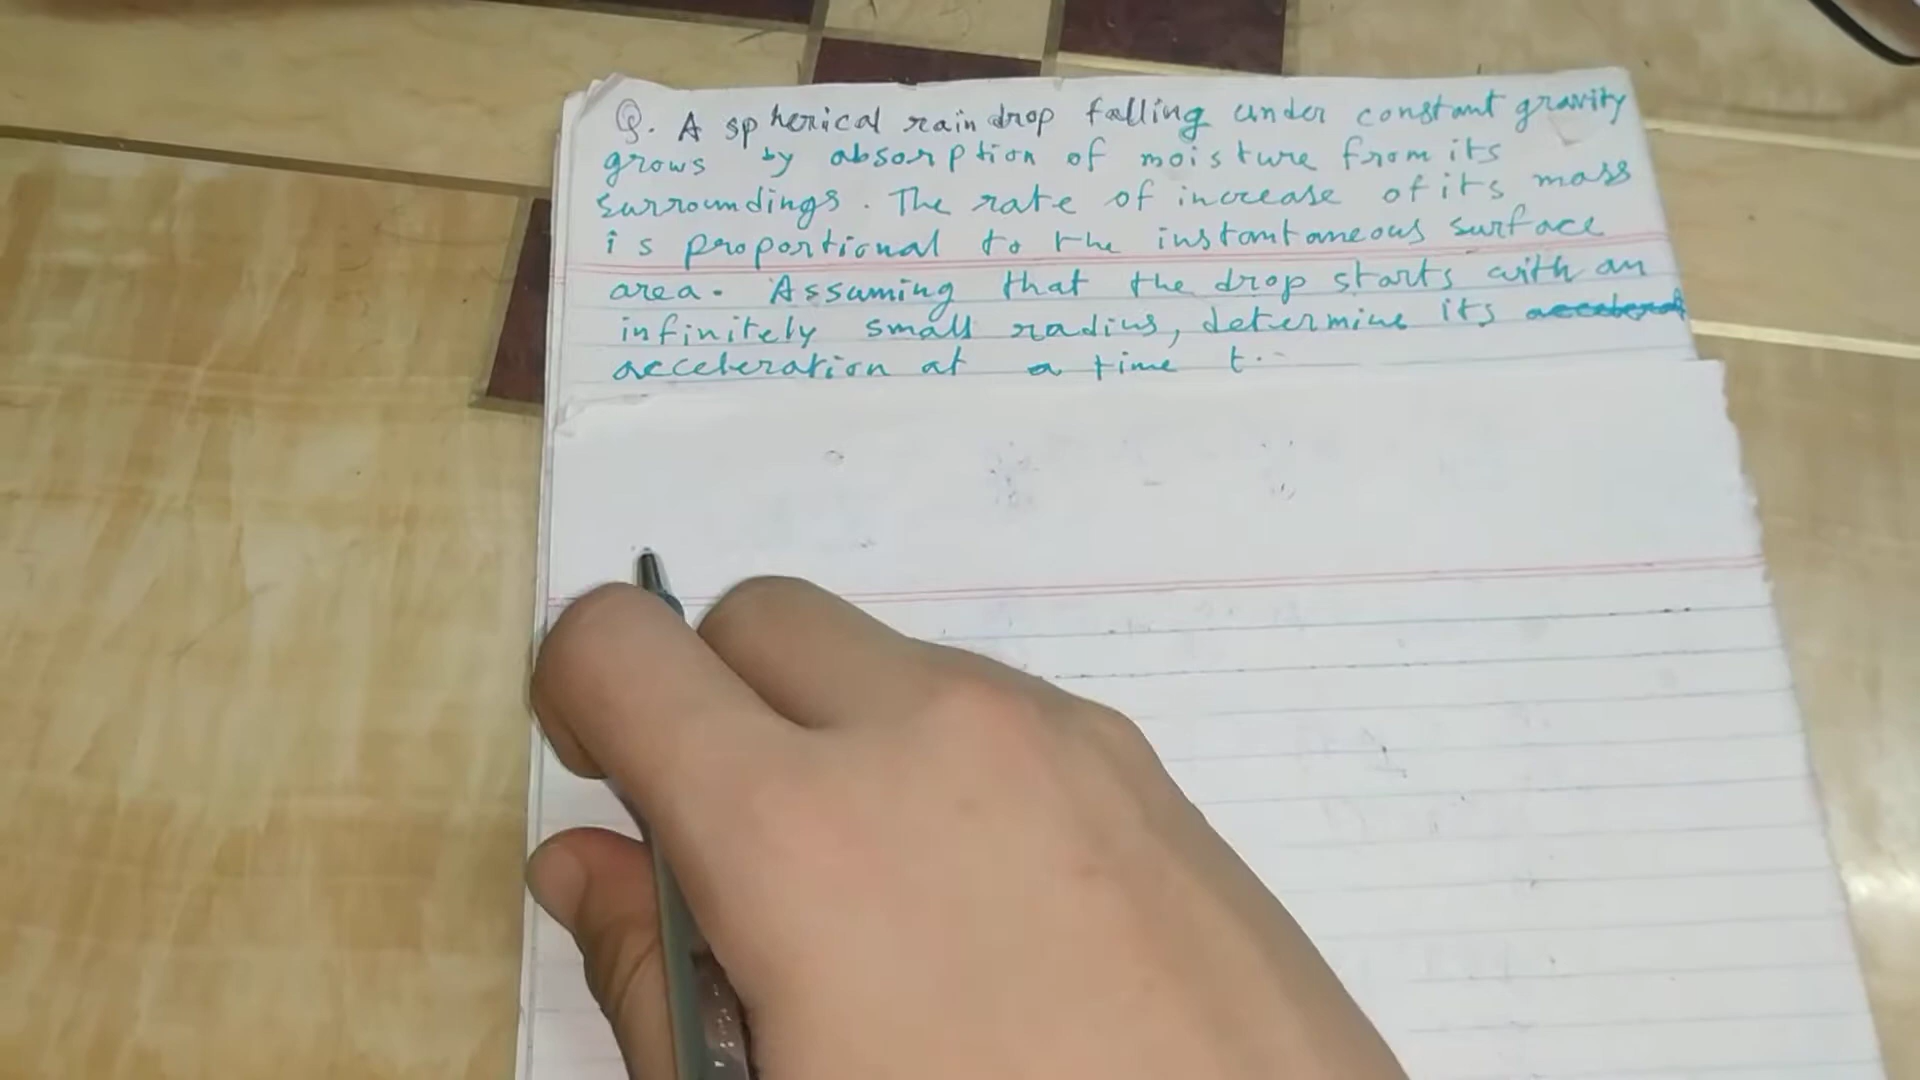 Q. A spherical rain drop falling under constant gravity
grows by absorption of moisture from its
surroundings. The rate of increase of its mass
is proportional to the instantaneous surface
area. Assuming that the drop starts with an
infinitely small radius, determine its
acceleration at a time t.